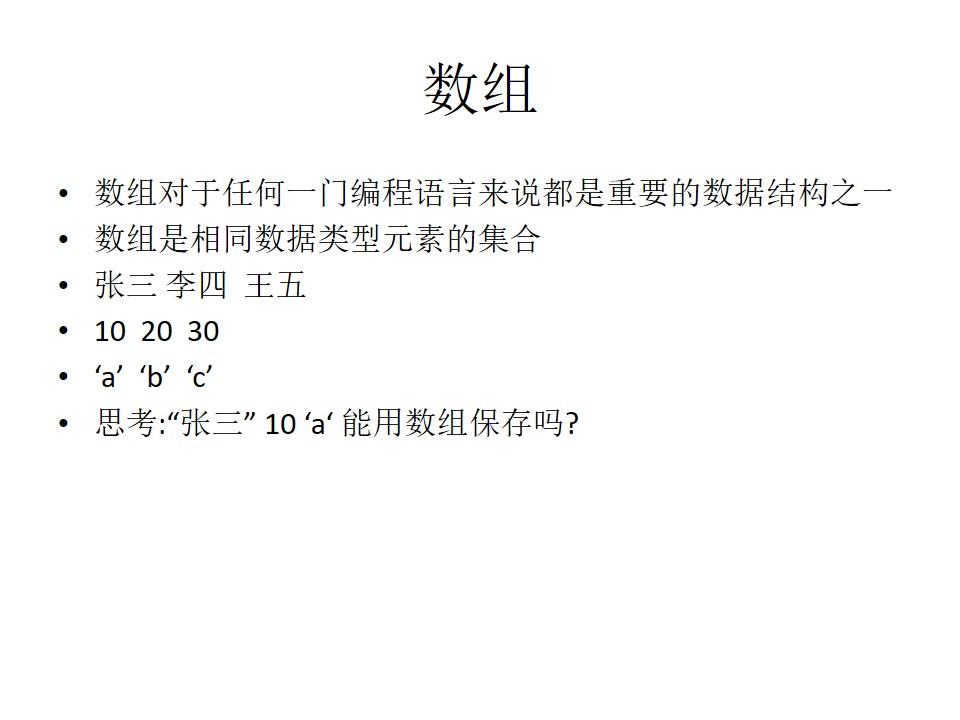 数组
• 数组对于任何一门编程语言来说都是重要的数据结构之一
• 数组是相同数据类型元素的集合
• 张三 李四  王五
• 10  20  30
• ‘a’  ‘b’  ‘c’
• 思考:“张三” 10 ‘a‘ 能用数组保存吗?